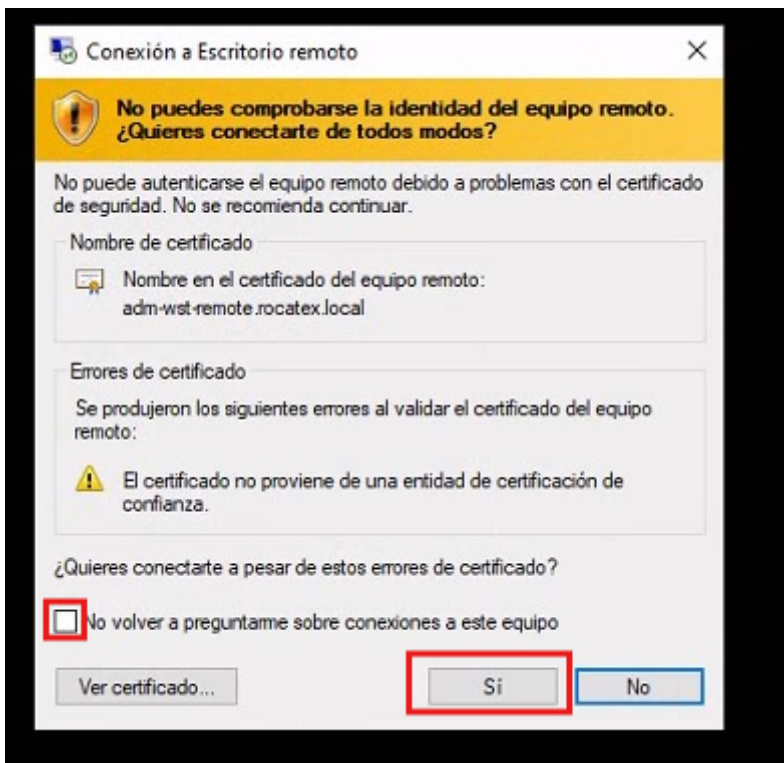 Conexión a Escritorio remoto
No puedes comprobarse la identidad del equipo remoto.
¿Quieres conectarte de todos modos?
No puede autenticarse el equipo remoto debido a problemas con el certificado
de seguridad. No se recomienda continuar.
Nombre de certificado
Nombre en el certificado del equipo remoto:
adm-wst-remote.rocatex.local
Errores de certificado
Se produjeron los siguientes errores al validar el certificado del equipo
remoto:
El certificado no proviene de una entidad de certificación de
confianza.
¿Quieres conectarte a pesar de estos errores de certificado?
No volver a preguntarme sobre conexiones a este equipo
Ver certificado... Sí No